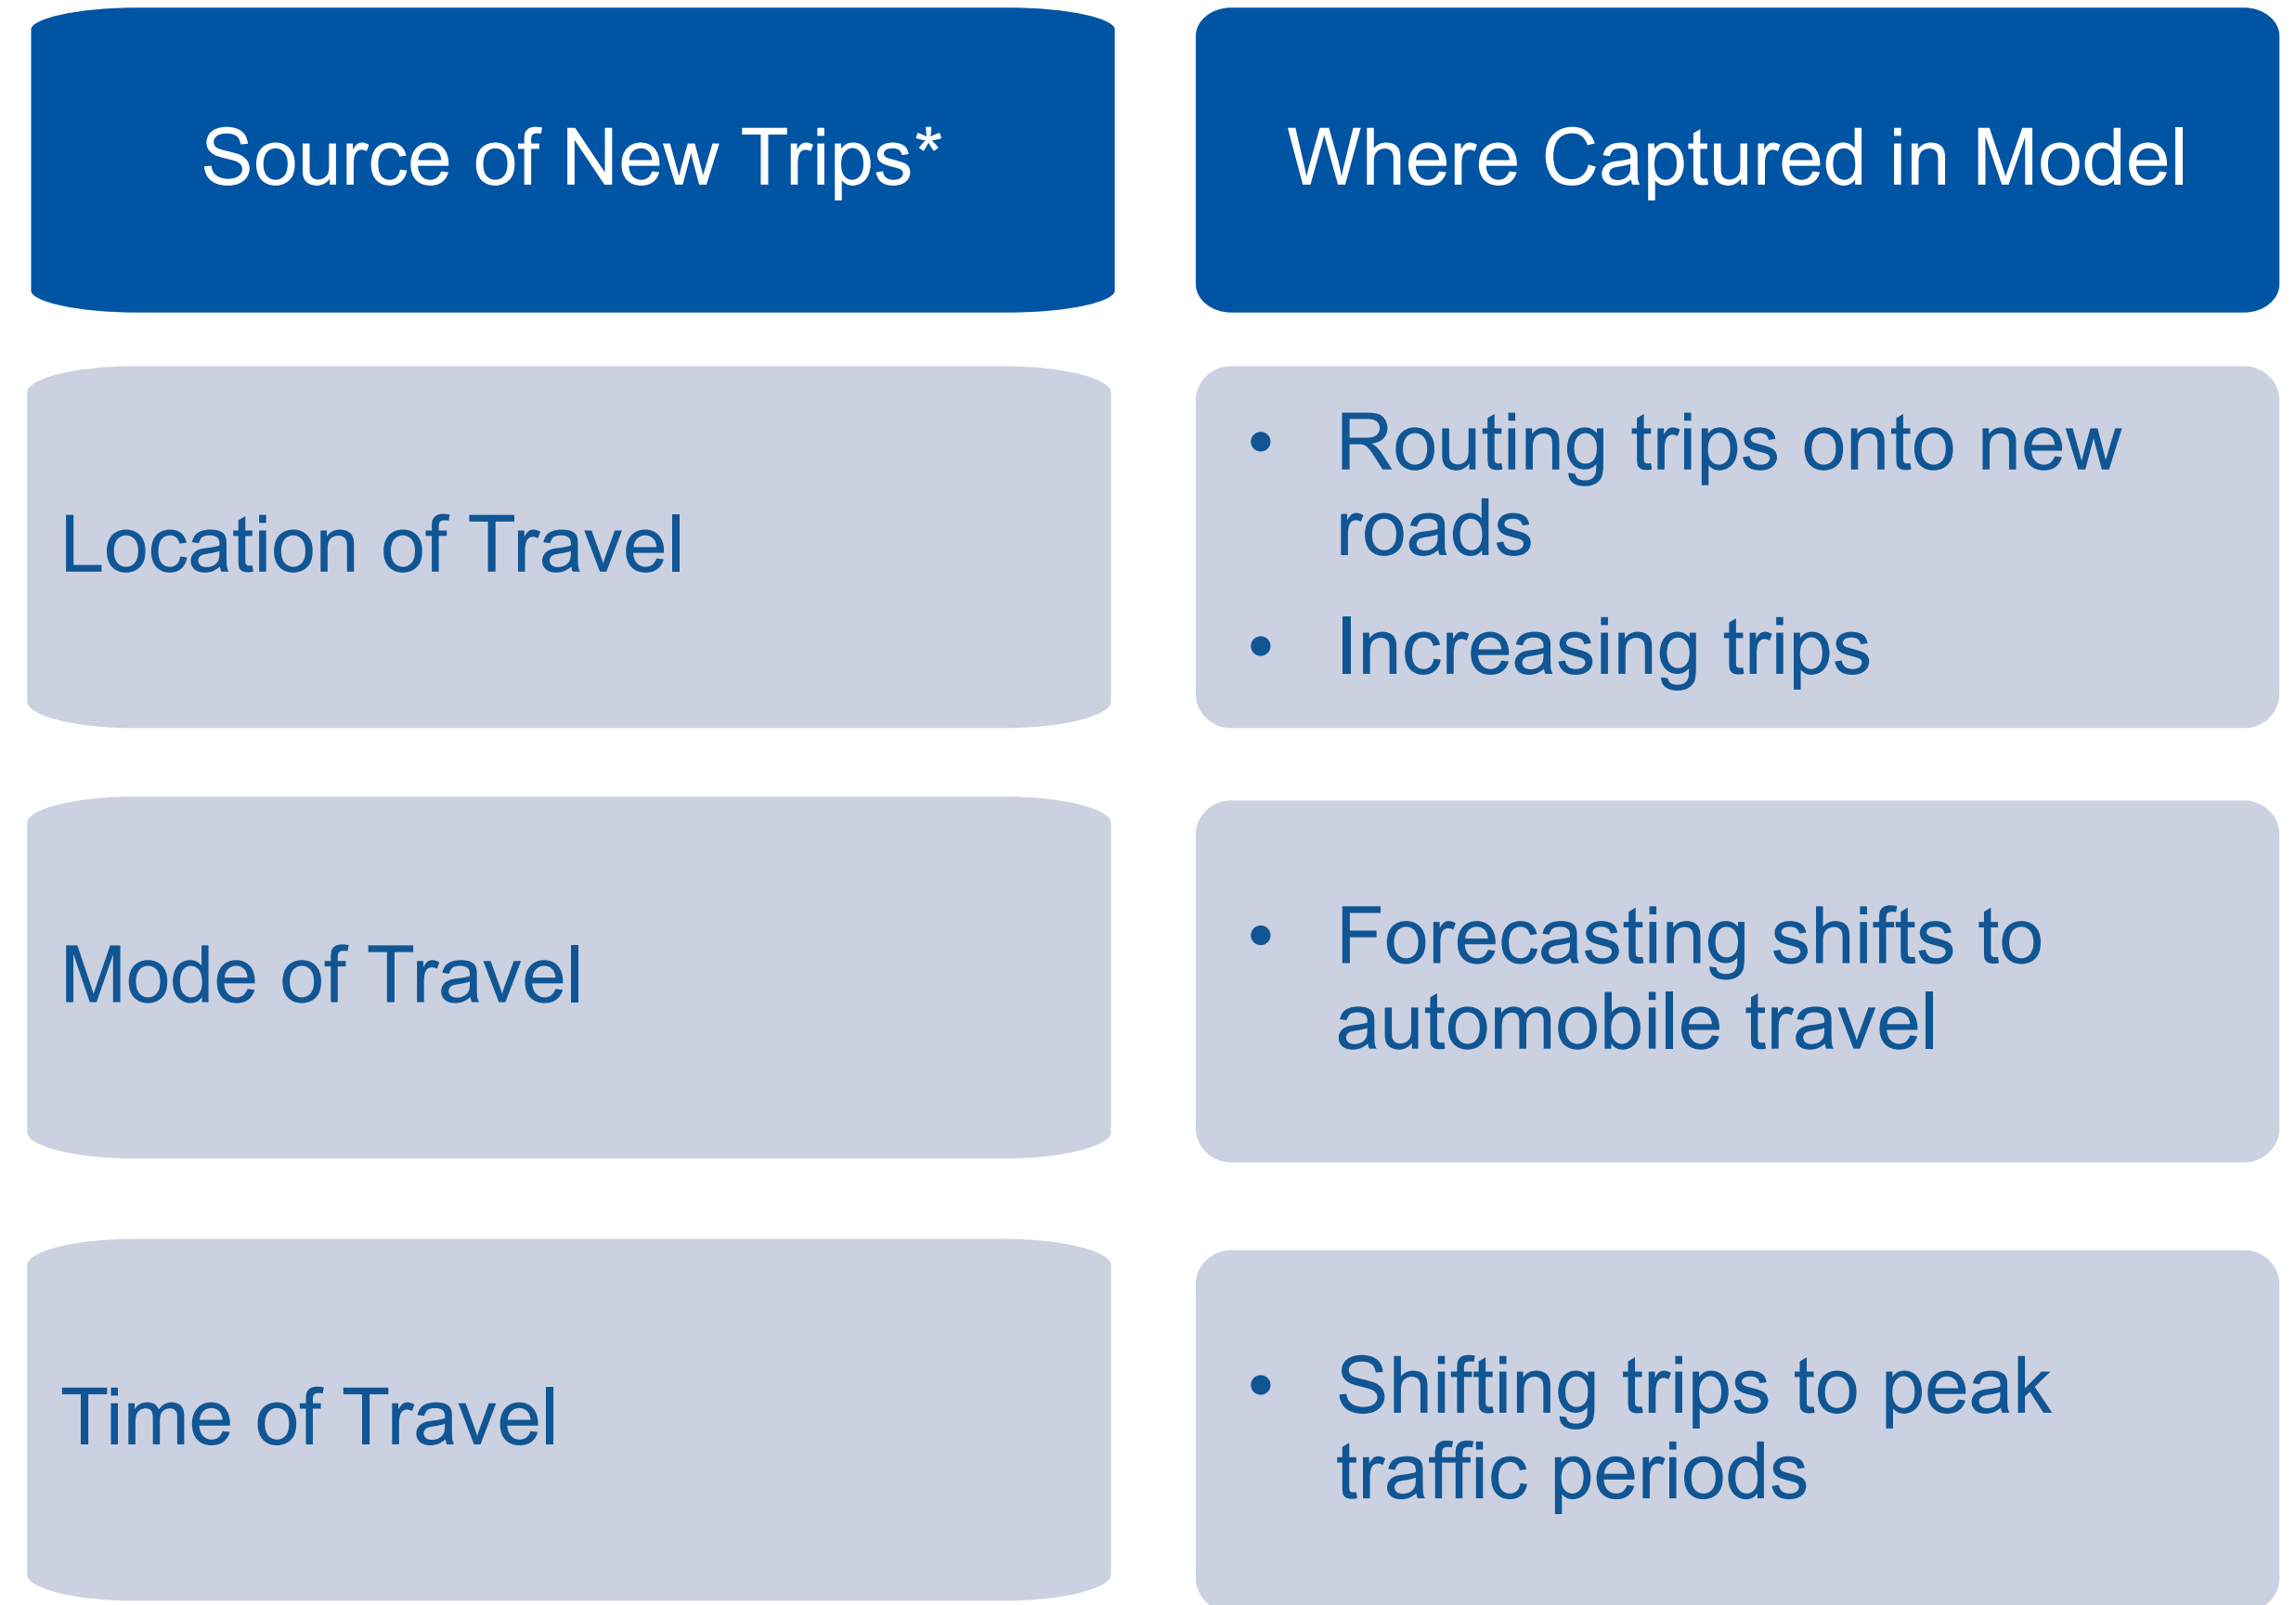 Source of New Trips*
Where Captured in Model
Location of Travel
• Routing trips onto new
roads
• Increasing trips
Mode of Travel
• Forecasting shifts to
automobile travel
Time of Travel
• Shifting trips to peak
traffic periods